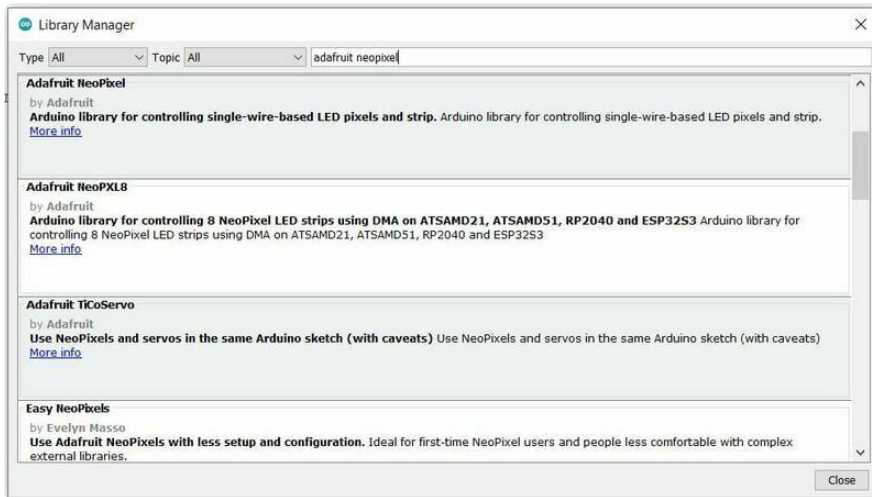 Library Manager
Type All Topic All adafruit neopixel
Adafruit NeoPixel
by Adafruit
Arduino library for controlling single-wire-based LED pixels and strip. Arduino library for controlling single-wire-based LED pixels and strip.
More info
Adafruit NeoPXL8
by Adafruit
Arduino library for controlling 8 NeoPixel LED strips using DMA on ATSAMD21, ATSAMD51, RP2040 and ESP32S3 Arduino library for
controlling 8 NeoPixel LED strips using DMA on ATSAMD21, ATSAMD51, RP2040 and ESP32S3
More info
Adafruit TiCoServo
by Adafruit
Use NeoPixels and servos in the same Arduino sketch (with caveats) Use NeoPixels and servos in the same Arduino sketch (with caveats)
More info
Easy NeoPixels
by Evelyn Masso
Use Adafruit NeoPixels with less setup and configuration. Ideal for first-time NeoPixel users and people less comfortable with complex
external libraries.
Close